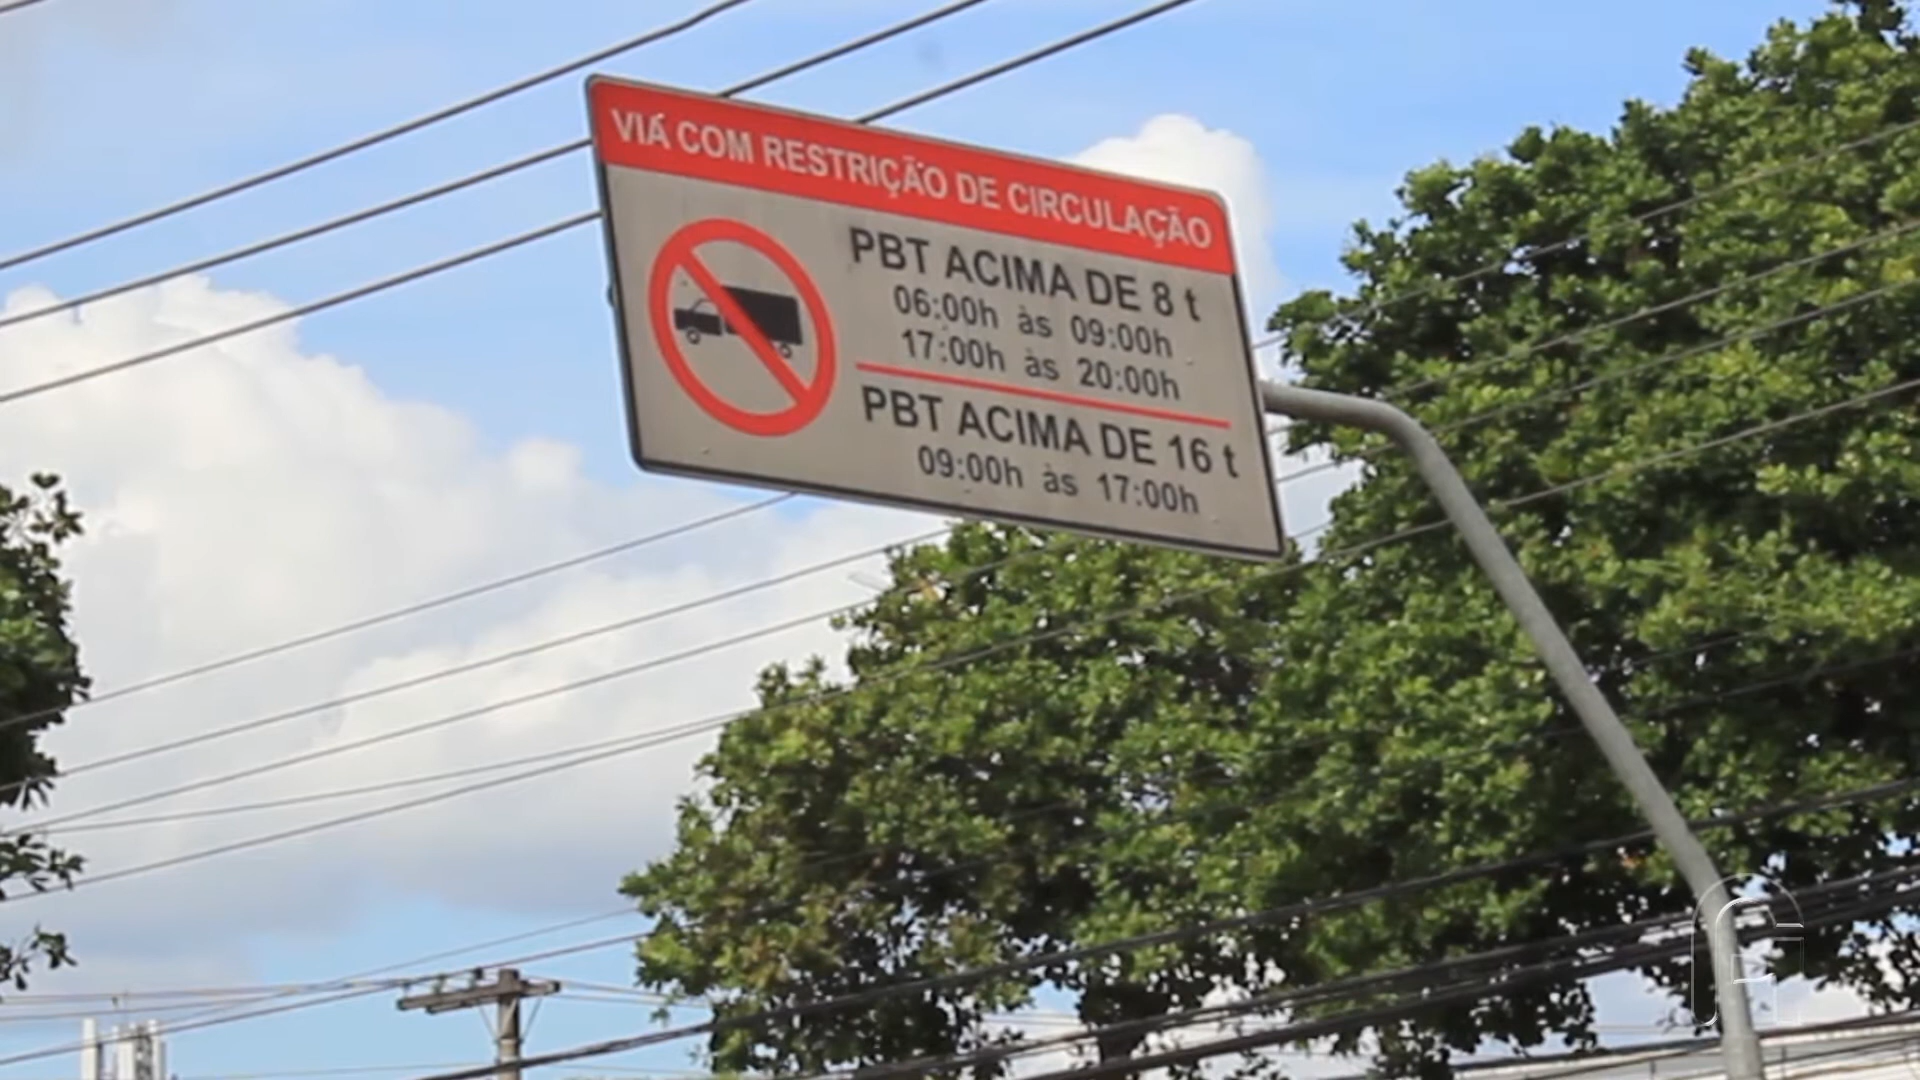 VIA COM RESTRIÇÃO DE CIRCULAÇÃO
PBT ACIMA DE 8 t
06:00h às 09:00h
17:00h às 20:00h
PBT ACIMA DE 16 t
09:00h às 17:00h